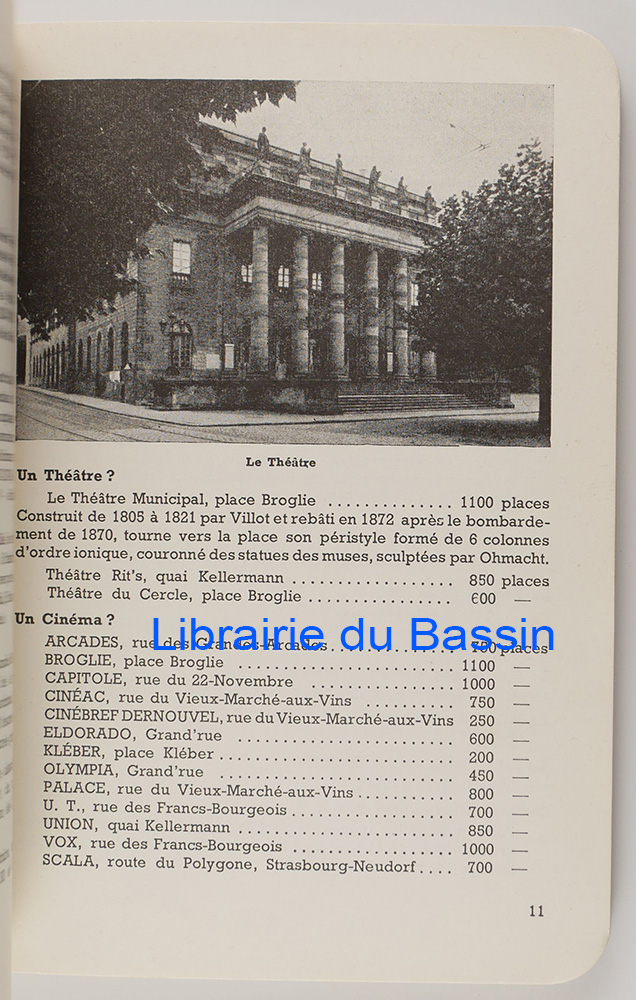 Le Théâtre
Un Théâtre ?
Le Théâtre Municipal, place Broglie .............. 1100 places
Construit de 1805 à 1821 par Villot et rebâti en 1872 après le bombarde-
ment de 1870, tourne vers la place son péristyle formé de 6 colonnes
d'ordre ionique, couronné des statues des muses, sculptées par Ohmacht.
Théâtre Rit's, quai Kellermann .................. 850 places
Théâtre du Cercle, place Broglie ................ 600 —
Un Cinéma ?
Librairie du Bassin
ARCADES, rue des Grandes-Arcades .............. 750 places
BROGLIE, place Broglie ........................ 1100 —
CAPITOLE, rue du 22-Novembre ................ 1000 —
CINÉAC, rue du Vieux-Marché-aux-Vins .......... 750 —
CINÉBREF DERNOUVEL, rue du Vieux-Marché-aux-Vins 250 —
ELDORADO, Grand'rue ........................ 600 —
KLÉBER, place Kléber .......................... 200 —
OLYMPIA, Grand'rue .......................... 450 —
PALACE, rue du Vieux-Marché-aux-Vins ........... 800 —
U. T., rue des Francs-Bourgeois .................. 700 —
UNION, quai Kellermann ........................ 850 —
VOX, rue des Francs-Bourgeois .................. 1000 —
SCALA, route du Polygone, Strasbourg-Neudorf .... 700 —
11